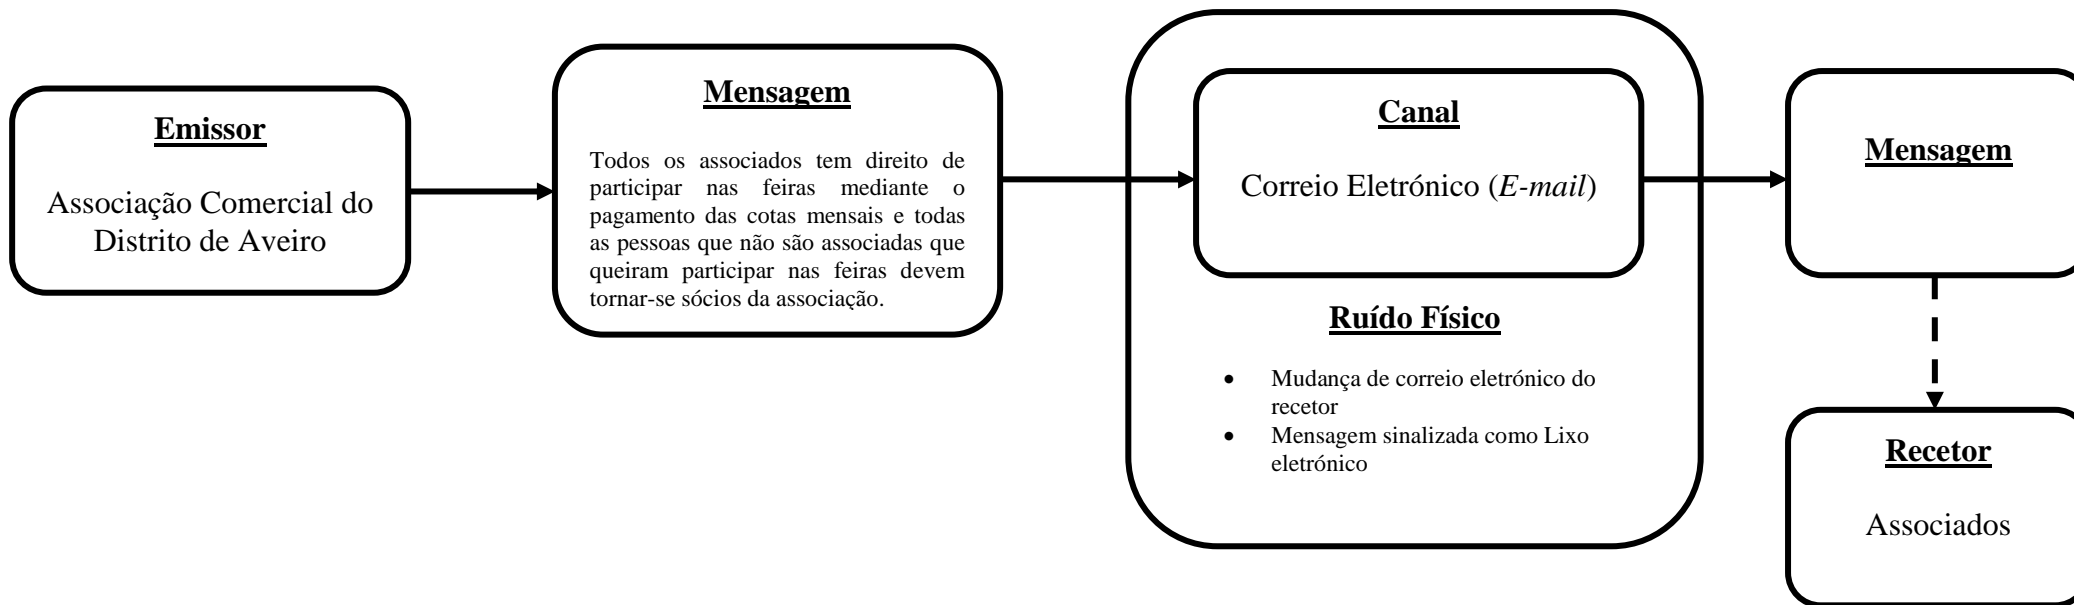 Emissor
Associação Comercial do
Distrito de Aveiro
Mensagem
Todos os associados tem direito de
participar nas feiras mediante o
pagamento das cotas mensais e todas
as pessoas que não são associadas que
queiram participar nas feiras devem
tornar-se sócios da associação.
Canal
Correio Eletrónico (E-mail)
Ruído Físico
• Mudança de correio eletrónico do
recetor
• Mensagem sinalizada como Lixo
eletrónico
Mensagem
Recetor
Associados